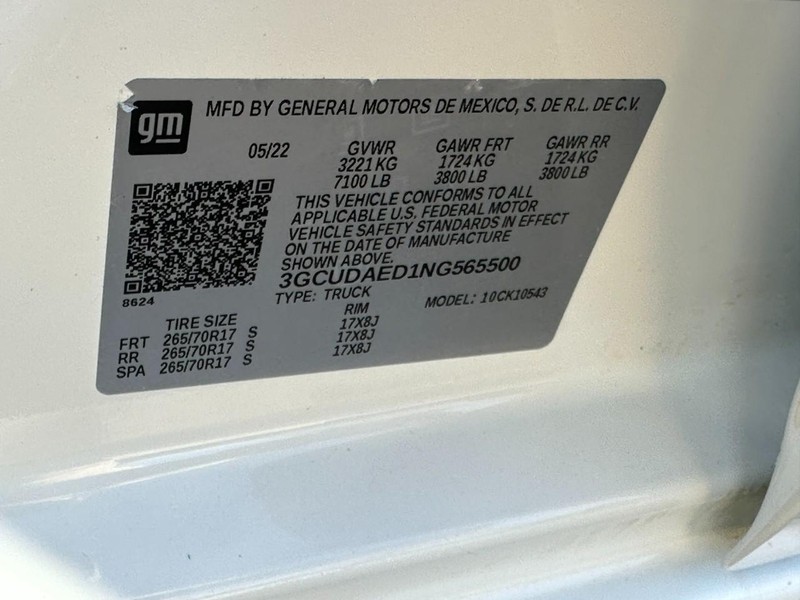 gm
MFD BY GENERAL MOTORS DE MEXICO, S. DE R.L. DE C.V.
05/22 GVWR GAWR FRT GAWR RR
3221 KG 1724 KG 1724 KG
7100 LB 3800 LB 3800 LB
THIS VEHICLE CONFORMS TO ALL
APPLICABLE U.S. FEDERAL MOTOR
VEHICLE SAFETY STANDARDS IN EFFECT
ON THE DATE OF MANUFACTURE
SHOWN ABOVE.
3GCUDAED1NG565500
8624
TYPE: TRUCK MODEL: 10CK10543
TIRE SIZE RIM
FRT 265/70R17 S 17X8J
RR 265/70R17 S 17X8J
SPA 265/70R17 S 17X8J